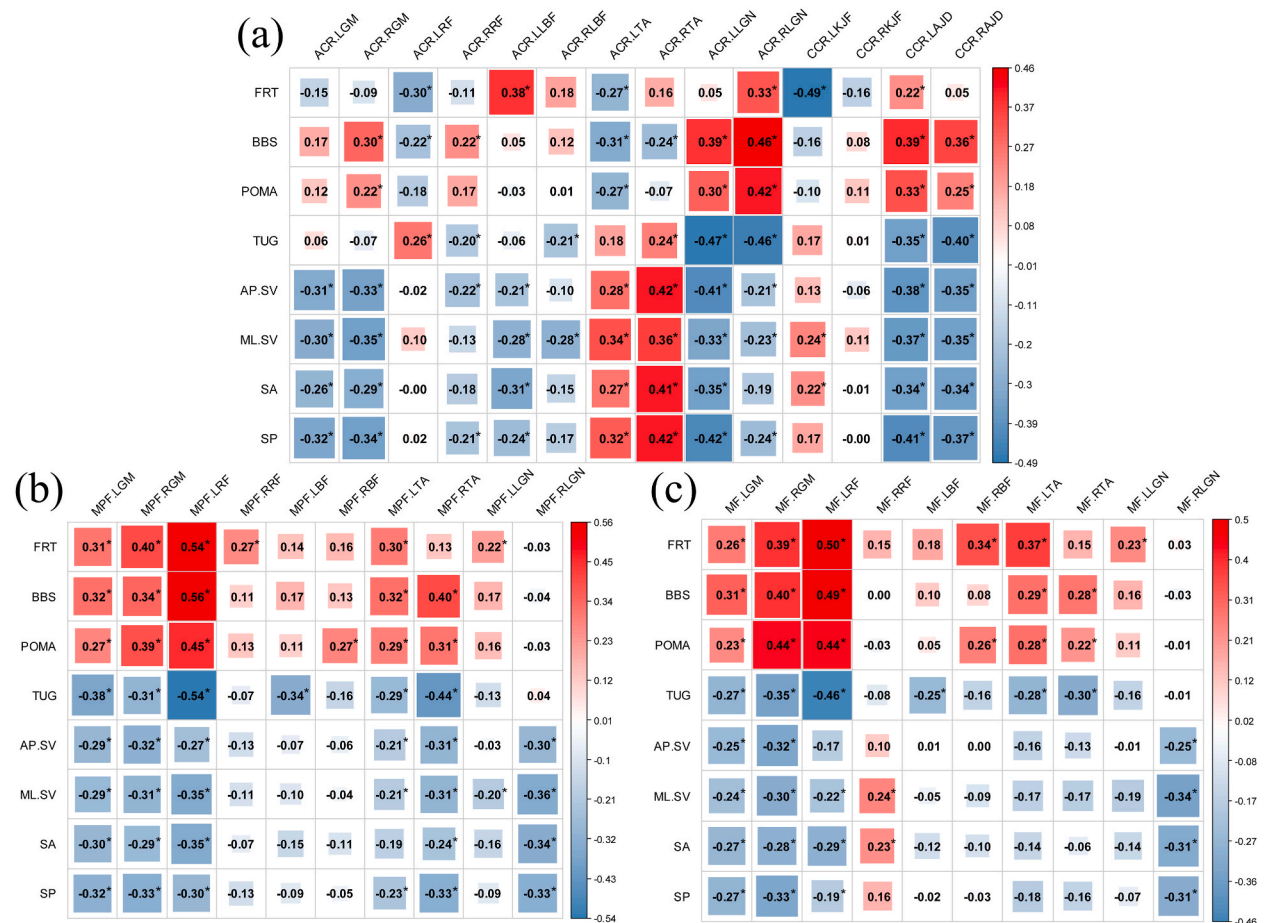 (a)
ACR.LGM ACR.RGM ACR.LRF ACR.RRF ACR.LLBF ACR.RLBF ACR.LTA ACR.RTA ACR.LLGN ACR.RLGN CCR.LKJF CCR.RKJF CCR.LAJD CCR.RAJD
FRT -0.15 -0.09 -0.30* -0.11 0.38* 0.18 -0.27* 0.16 0.05 0.33* -0.49* -0.16 0.22* 0.05
BBS 0.17 0.30* -0.22* 0.22* 0.05 0.12 -0.31* -0.24* 0.39* 0.46* -0.16 0.08 0.39* 0.36*
POMA 0.12 0.22* -0.18 0.17 -0.03 0.01 -0.27* -0.07 0.30* 0.42* -0.10 0.11 0.33* 0.25*
TUG 0.06 -0.07 0.26* -0.20* -0.06 -0.21* 0.18 0.24* -0.47* -0.46* 0.17 0.01 -0.35* -0.40*
AP.SV -0.31* -0.33* -0.02 -0.22* -0.21* -0.10 0.28* 0.42* -0.41* -0.21* 0.13 -0.06 -0.38* -0.35*
ML.SV -0.30* -0.35* 0.10 -0.13 -0.28* -0.28* 0.34* 0.36* -0.33* -0.23* 0.24* 0.11 -0.37* -0.35*
SA -0.26* -0.29* -0.00 -0.18 -0.31* -0.15 0.27* 0.41* -0.35* -0.19 0.22* -0.01 -0.34* -0.34*
SP -0.32* -0.34* 0.02 -0.21* -0.24* -0.17 0.32* 0.42* -0.42* -0.24* 0.17 -0.00 -0.41* -0.37*
0.46
0.37
0.27
0.18
0.08
-0.01
-0.11
-0.2
-0.3
-0.39
-0.49
(b)
MPF.LGM MPF.RGM MPF.LRF MPF.RRF MPF.LBF MPF.RBF MPF.LTA MPF.RTA MPF.LLGN MPF.RLGN
FRT 0.31* 0.40* 0.54* 0.27* 0.14 0.16 0.30* 0.13 0.22* -0.03
BBS 0.32* 0.34* 0.56* 0.11 0.17 0.13 0.32* 0.40* 0.17 -0.04
POMA 0.27* 0.39* 0.45* 0.13 0.11 0.27* 0.29* 0.31* 0.16 -0.03
TUG -0.38* -0.31* -0.54* -0.07 -0.34* -0.16 -0.29* -0.44* -0.13 0.04
AP.SV -0.29* -0.32* -0.27* -0.13 -0.07 -0.06 -0.21* -0.31* -0.03 -0.30*
ML.SV -0.29* -0.31* -0.35* -0.11 -0.10 -0.04 -0.21* -0.31* -0.20* -0.36*
SA -0.30* -0.29* -0.35* -0.07 -0.15 -0.11 -0.19 -0.24* -0.16 -0.34*
SP -0.32* -0.33* -0.30* -0.13 -0.09 -0.05 -0.23* -0.33* -0.09 -0.33*
0.56
0.45
0.34
0.23
0.12
0.01
-0.1
-0.21
-0.32
-0.43
-0.54
(c)
MF.LGM MF.RGM MF.LRF MF.RRF MF.LBF MF.RBF MF.LTA MF.RTA MF.LLGN MF.RLGN
FRT 0.26* 0.39* 0.50* 0.15 0.18 0.34* 0.37* 0.15 0.23* 0.03
BBS 0.31* 0.40* 0.49* 0.00 0.10 0.08 0.29* 0.28* 0.16 -0.03
POMA 0.23* 0.44* 0.44* -0.03 0.05 0.26* 0.28* 0.22* 0.11 -0.01
TUG -0.27* -0.35* -0.46* -0.08 -0.25* -0.16 -0.28* -0.30* -0.16 -0.01
AP.SV -0.25* -0.32* -0.17 0.10 0.01 0.00 -0.16 -0.13 -0.01 -0.25*
ML.SV -0.24* -0.30* -0.22* 0.24* -0.05 -0.09 -0.17 -0.17 -0.19 -0.34*
SA -0.27* -0.28* -0.29* 0.23* -0.12 -0.10 -0.14 -0.06 -0.14 -0.31*
SP -0.27* -0.33* -0.19* 0.16 -0.02 -0.03 -0.18 -0.16 -0.07 -0.31*
0.5
0.4
0.31
0.21
0.12
0.02
-0.08
-0.17
-0.27
-0.36
-0.46